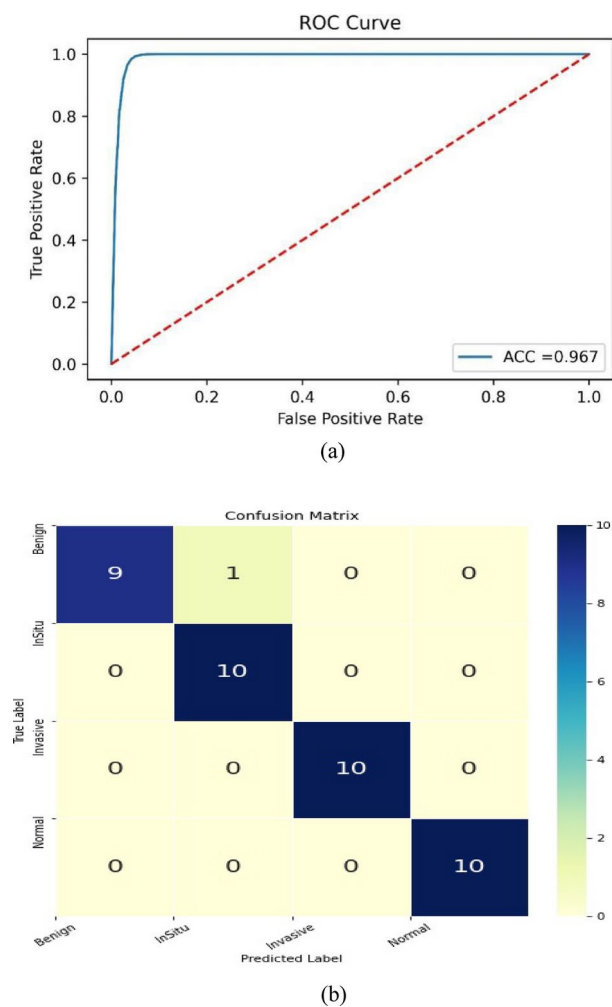 ROC Curve
1.0
0.8
0.6
0.4
0.2
0.0
True Positive Rate
ACC =0.967
0.0 0.2 0.4 0.6 0.8 1.0
False Positive Rate
(a)
Confusion Matrix
Benign
9 1 0 0
InSitu
0 10 0 0
True Label
Invasive
0 0 10 0
Normal
0 0 0 10
Benign InSitu Invasive Normal
Predicted Label
10
8
6
4
2
0
(b)